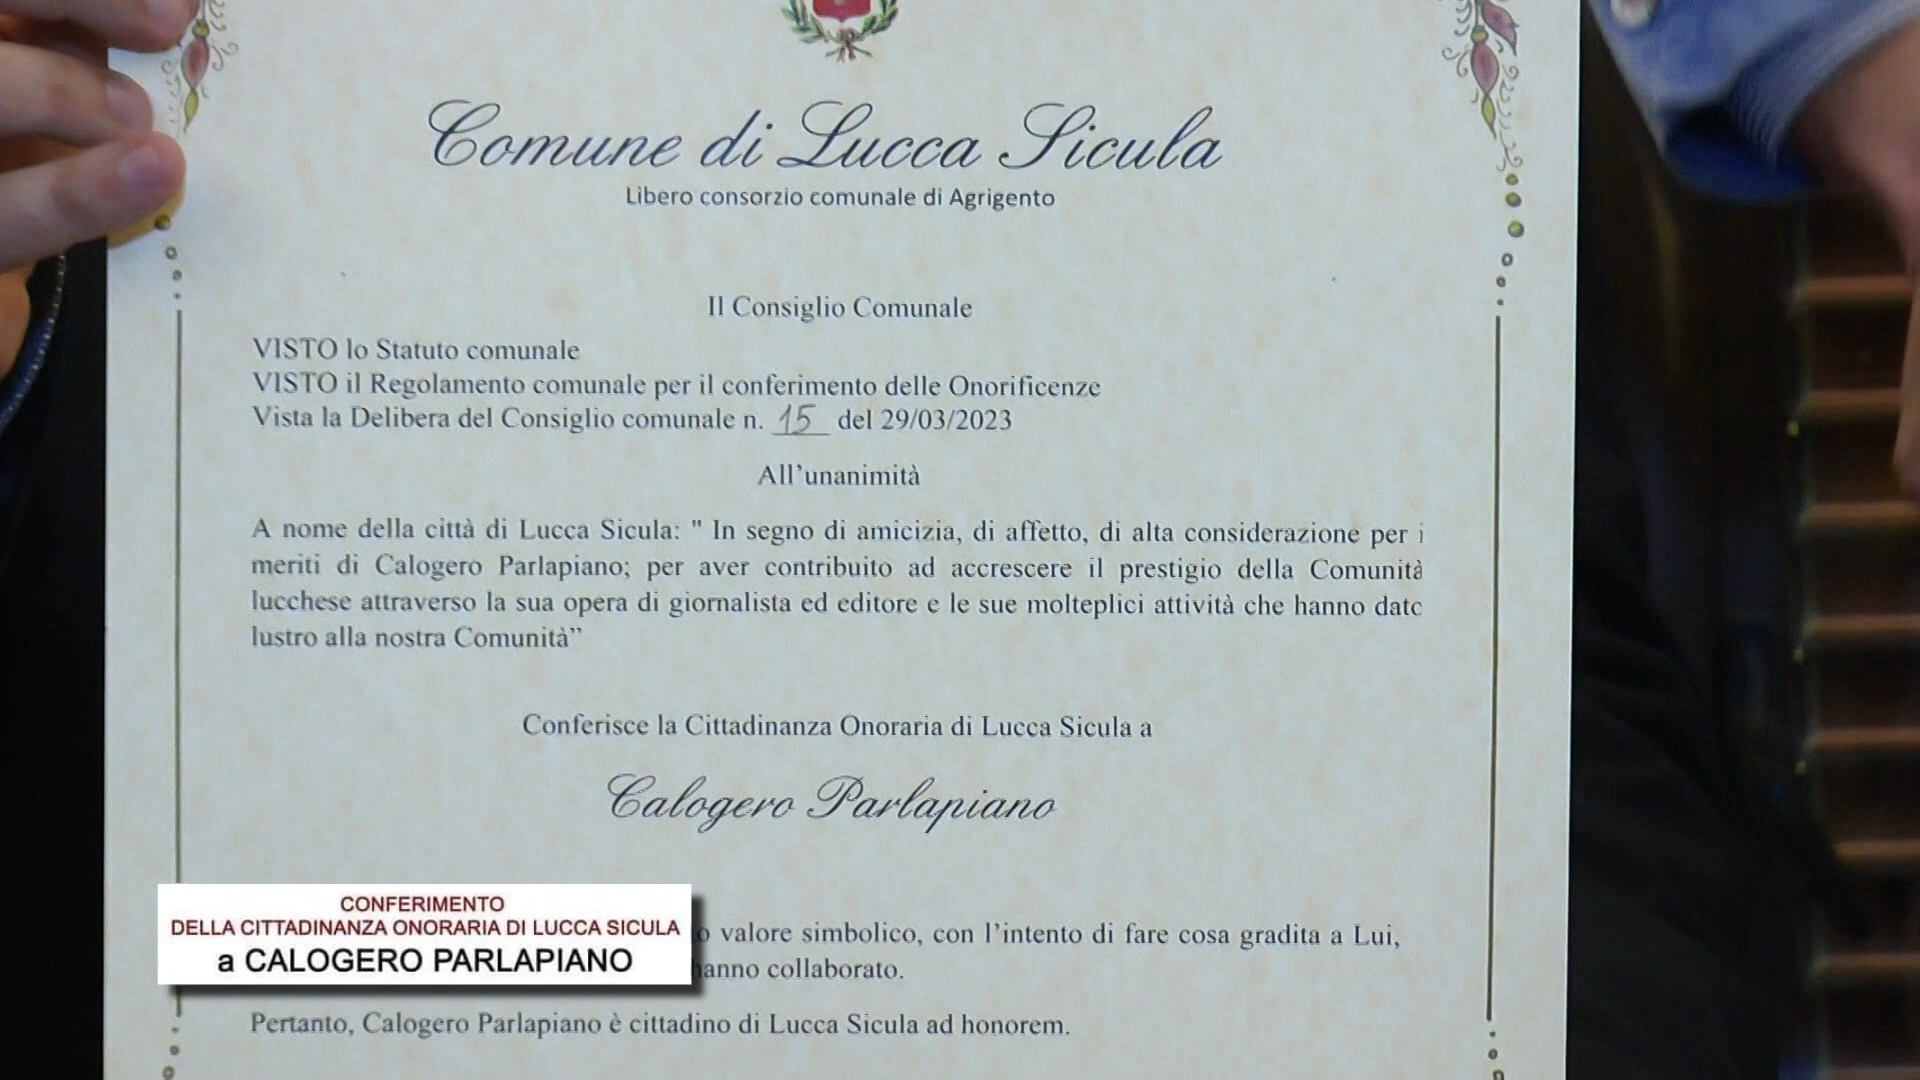 Comune di Lucca Sicula
Libero consorzio comunale di Agrigento
Il Consiglio Comunale
VISTO lo Statuto comunale
VISTO il Regolamento comunale per il conferimento delle Onorificenze
Vista la Delibera del Consiglio comunale n. 15 del 29/03/2023
All’unanimità
A nome della città di Lucca Sicula: " In segno di amicizia, di affetto, di alta considerazione per i
meriti di Calogero Parlapiano; per aver contribuito ad accrescere il prestigio della Comunità
lucchese attraverso la sua opera di giornalista ed editore e le sue molteplici attività che hanno dato
lustro alla nostra Comunità”
Conferisce la Cittadinanza Onoraria di Lucca Sicula a
Calogero Parlapiano
valore simbolico, con l’intento di fare cosa gradita a Lui,
hanno collaborato.
Pertanto, Calogero Parlapiano è cittadino di Lucca Sicula ad honorem.
CONFERIMENTO
DELLA CITTADINANZA ONORARIA DI LUCCA SICULA
a CALOGERO PARLAPIANO